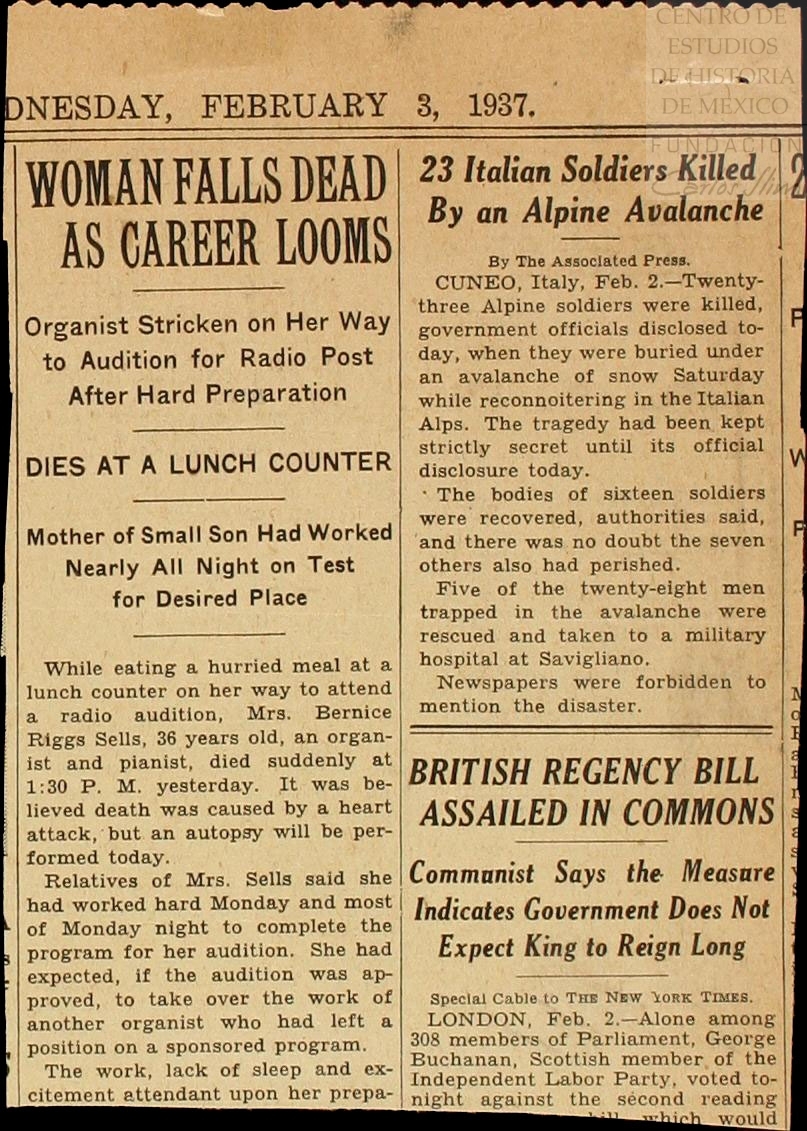 CENTRO DE
ESTUDIOS
DE HISTORIA
DE MÉXICO
FUNDACIÓN
DNESDAY, FEBRUARY 3, 1937.
WOMAN FALLS DEAD
AS CAREER LOOMS
Organist Stricken on Her Way
to Audition for Radio Post
After Hard Preparation
DIES AT A LUNCH COUNTER
Mother of Small Son Had Worked
Nearly All Night on Test
for Desired Place
While eating a hurried meal at a
lunch counter on her way to attend
a radio audition, Mrs. Bernice
Riggs Sells, 36 years old, an organ-
ist and pianist, died suddenly at
1:30 P. M. yesterday. It was be-
lieved death was caused by a heart
attack, but an autopsy will be per-
formed today.
Relatives of Mrs. Sells said she
had worked hard Monday and most
of Monday night to complete the
program for her audition. She had
expected, if the audition was ap-
proved, to take over the work of
another organist who had left a
position on a sponsored program.
The work, lack of sleep and ex-
citement attendant upon her prepa-
23 Italian Soldiers Killed
By an Alpine Avalanche
By The Associated Press.
CUNEO, Italy, Feb. 2.—Twenty-
three Alpine soldiers were killed,
government officials disclosed to-
day, when they were buried under
an avalanche of snow Saturday
while reconnoitering in the Italian
Alps. The tragedy had been kept
strictly secret until its official
disclosure today.
The bodies of sixteen soldiers
were recovered, authorities said,
and there was no doubt the seven
others also had perished.
Five of the twenty-eight men
trapped in the avalanche were
rescued and taken to a military
hospital at Savigliano.
Newspapers were forbidden to
mention the disaster.
BRITISH REGENCY BILL
ASSAILED IN COMMONS
Communist Says the Measure
Indicates Government Does Not
Expect King to Reign Long
Special Cable to THE NEW YORK TIMES.
LONDON, Feb. 2.—Alone among
308 members of Parliament, George
Buchanan, Scottish member of the
Independent Labor Party, voted to-
night against the second reading
bill which would